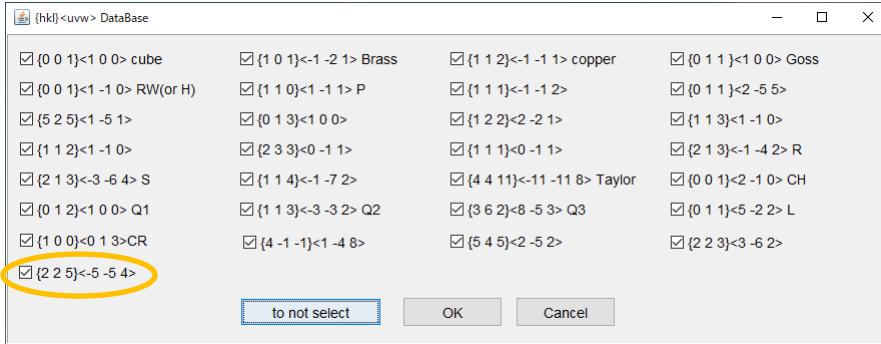 {hkl}<uvw> DataBase
{0 0 1}<1 0 0> cube {1 0 1}<-1 -2 1> Brass {1 1 2}<-1 -1 1> copper {0 1 1 }<1 0 0> Goss
{0 0 1}<1 -1 0> RW(or H) {1 1 0}<1 -1 1> P {1 1 1}<-1 -1 2> {0 1 1 }<2 -5 5>
{5 2 5}<1 -5 1> {0 1 3}<1 0 0> {1 2 2}<2 -2 1> {1 1 3}<1 -1 0>
{1 1 2}<1 -1 0> {2 3 3}<0 -1 1> {1 1 1}<0 -1 1> {2 1 3}<-1 -4 2> R
{2 1 3}<-3 -6 4> S {1 1 4}<-1 -7 2> {4 4 11}<-11 -11 8> Taylor {0 0 1}<2 -1 0> CH
{0 1 2}<1 0 0> Q1 {1 1 3}<-3 -3 2> Q2 {3 6 2}<8 -5 3> Q3 {0 1 1}<5 -2 2> L
{1 0 0}<0 1 3>CR {4 -1 -1}<1 -4 8> {5 4 5}<2 -5 2> {2 2 3}<3 -6 2>
{2 2 5}<-5 -5 4>
to not select OK Cancel